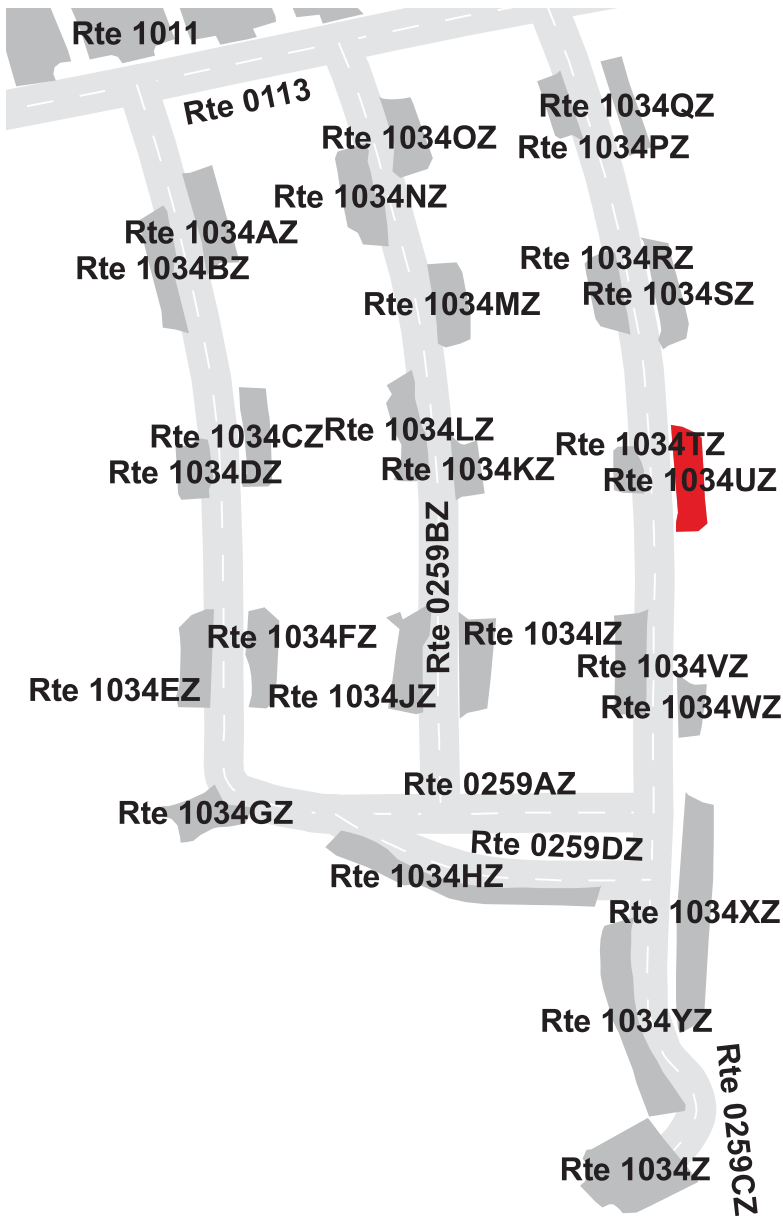 Rte 1011
Rte 0113
Rte 1034QZ
Rte 1034OZ
Rte 1034PZ
Rte 1034NZ
Rte 1034AZ
Rte 1034BZ
Rte 1034RZ
Rte 1034SZ
Rte 1034MZ
Rte 1034CZ
Rte 1034LZ
Rte 1034TZ
Rte 1034DZ
Rte 1034KZ
Rte 1034UZ
Rte 0259BZ
Rte 1034FZ
Rte 1034IZ
Rte 1034VZ
Rte 1034EZ
Rte 1034JZ
Rte 1034WZ
Rte 0259AZ
Rte 1034GZ
Rte 0259DZ
Rte 1034HZ
Rte 1034XZ
Rte 1034YZ
Rte 0259CZ
Rte 1034Z